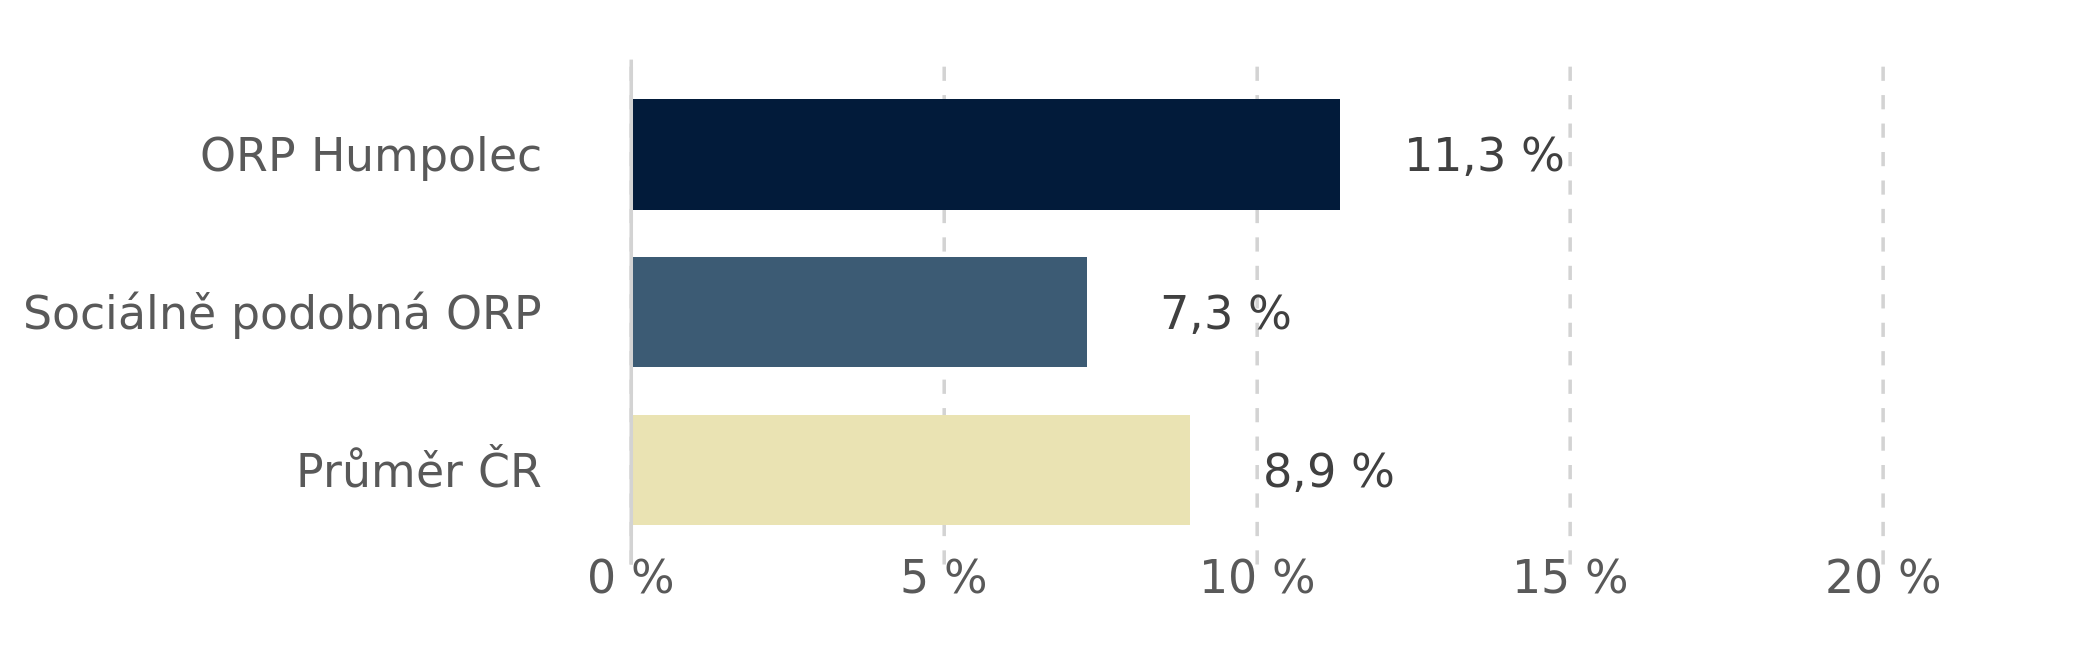 ORP Humpolec 11,3 %
Sociálně podobná ORP 7,3 %
Průměr ČR 8,9 %
0 % 5 % 10 % 15 % 20 %